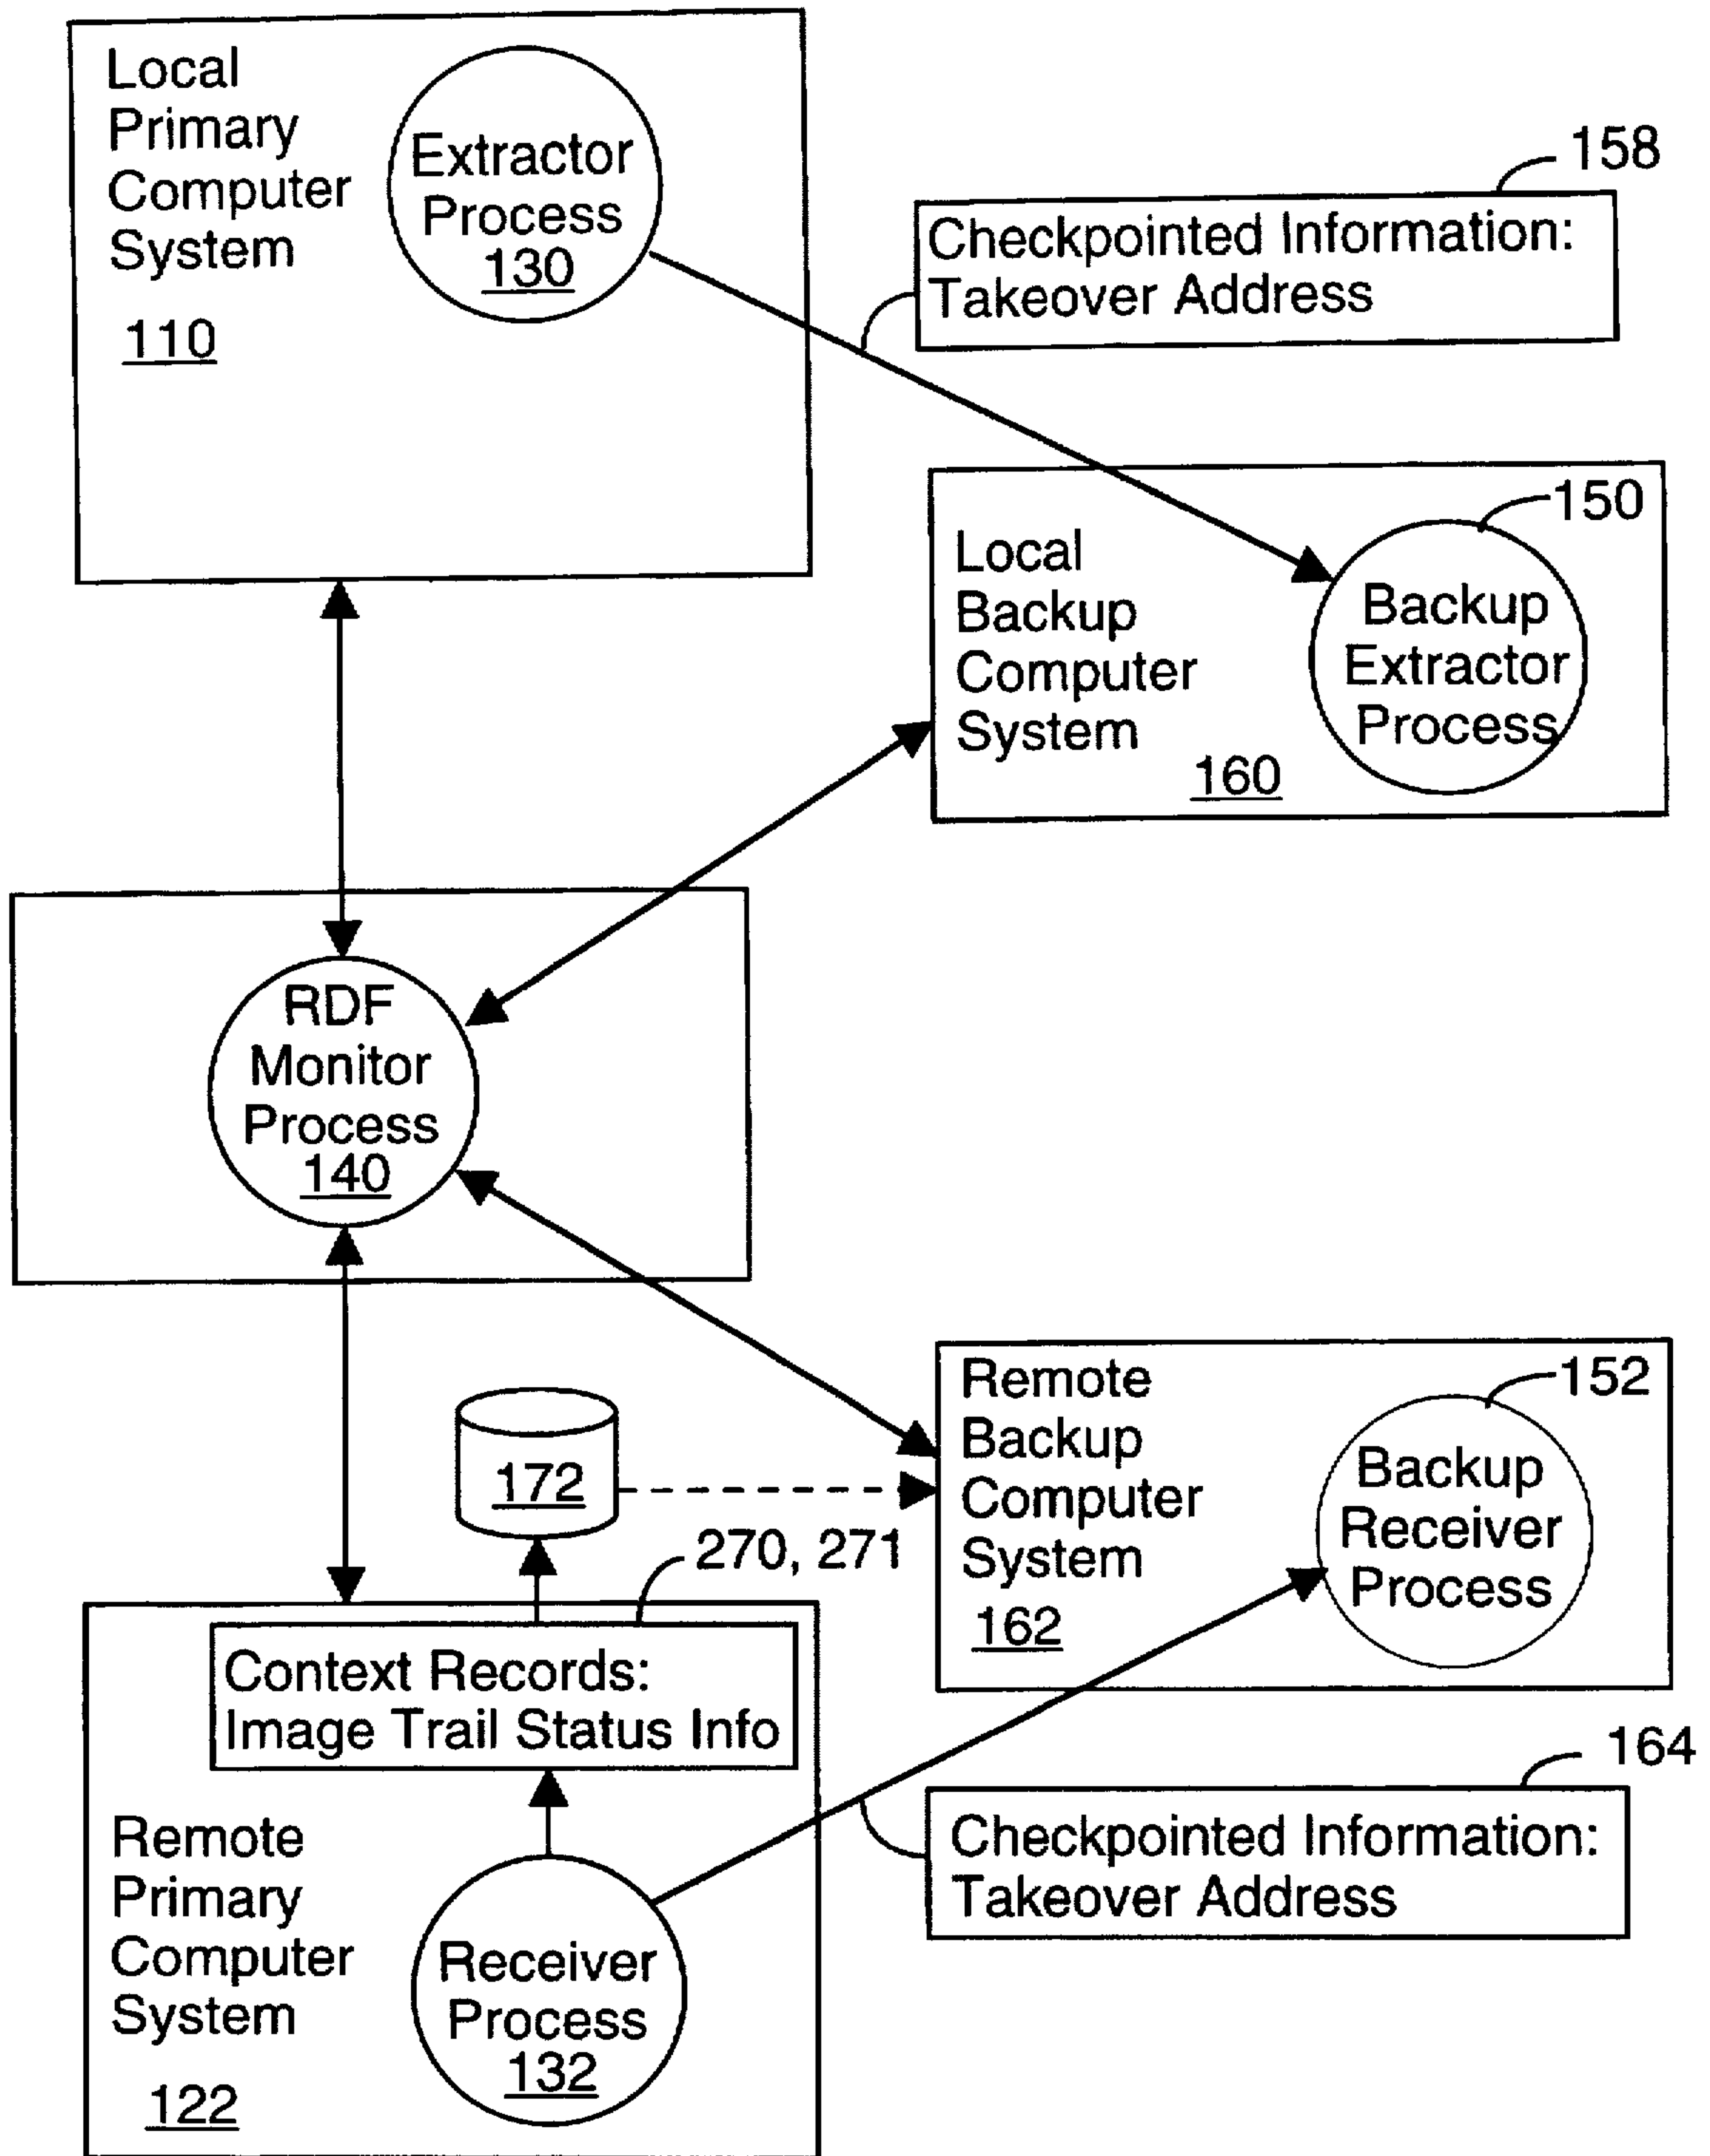 Local
Primary
Computer
System
110
Extractor
Process
130
158
Checkpointed Information:
Takeover Address
150
Local
Backup
Computer
System
160
Backup
Extractor
Process
RDF
Monitor
Process
140
152
Remote
Backup
Computer
System
162
Backup
Receiver
Process
172
270, 271
Context Records:
Image Trail Status Info
164
Checkpointed Information:
Takeover Address
Remote
Primary
Computer
System
122
Receiver
Process
132